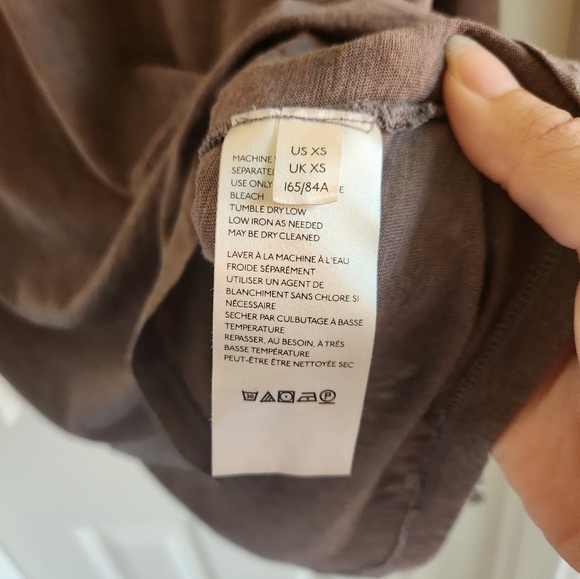 US XS
UK XS
165/84A
MACHINE
SEPARATEL
USE ONLY E
BLEACH
TUMBLE DRY LOW
LOW IRON AS NEEDED
MAY BE DRY CLEANED
LAVER À LA MACHINE À L'EAU
FROIDE SÉPARÉMENT
UTILISER UN AGENT DE
BLANCHIMENT SANS CHLORE SI
NÉCESSAIRE
SECHER PAR CULBUTAGE À BASSE
TEMPERATURE
REPASSER, AU BESOIN, À TRÉS
BASSE TEMPÉRATURE
PEUT-ÊTRE ÊTRE NETTOYÉE SEC
P